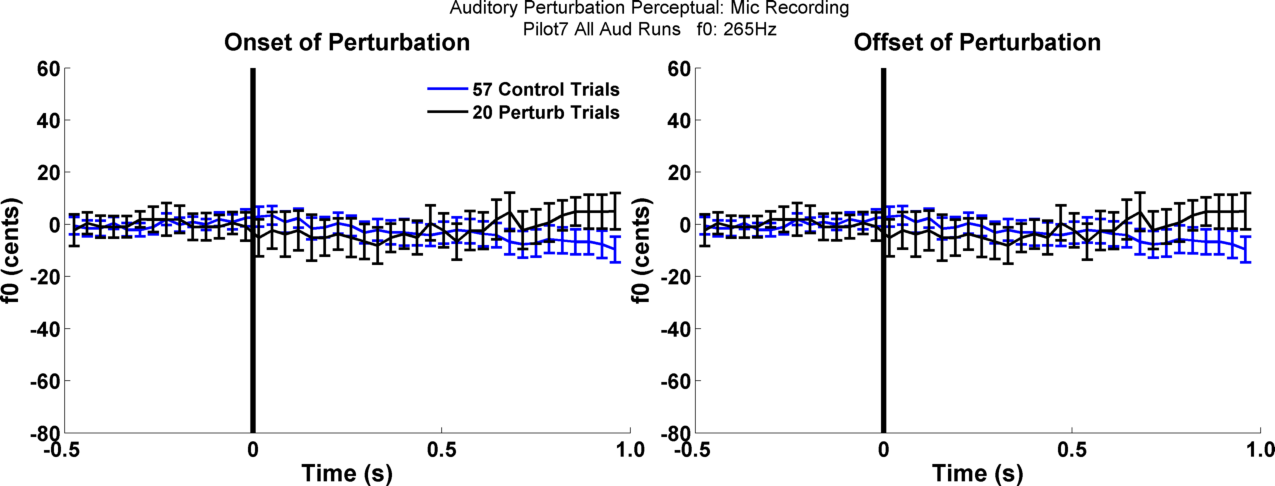 Auditory Perturbation Perceptual: Mic Recording
Pilot7 All Aud Runs f0: 265Hz
Onset of Perturbation
60
40
20
0
-20
-40
-60
-80
f0 (cents)
57 Control Trials
20 Perturb Trials
-0.5
0
0.5
1.0
Time (s)
Offset of Perturbation
60
40
20
0
-20
-40
-60
-80
f0 (cents)
-0.5
0
0.5
1.0
Time (s)